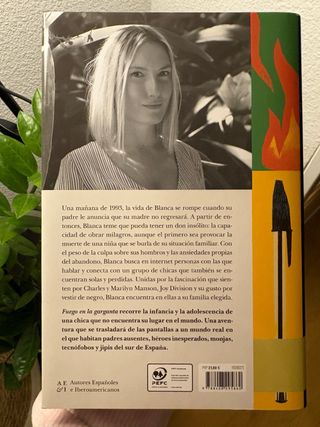 Una mañana de 1993, la vida de Blanca se rompe cuando su
padre le anuncia que su madre no regresará. A partir de en-
tonces, Blanca teme que pueda tener un don insólito: la capa-
cidad de obrar milagros, aunque el primero sea provocar la
muerte de una niña que se burla de su situación familiar. Con
el peso de la culpa sobre sus hombros y las ansiedades propias
del abandono, Blanca busca en internet personas con las que
hablar y conecta con un grupo de chicas que también se en-
cuentran solas y perdidas. Unidas por la fascinación que sien-
ten por Charles y Marilyn Manson, Joy Division y su gusto por
vestir de negro, Blanca encuentra en ellas a su familia elegida.
Fuego en la garganta recorre la infancia y la adolescencia de
una chica que no encuentra su lugar en el mundo. Una aven-
tura que se trasladará de las pantallas a un mundo real en
el que habitan padres ausentes, héroes inesperados, monjas,
tecnófobos y jipis del sur de España.
A E
& I
Autores Españoles
e Iberoamericanos
PEFC
PVP 21,90 €